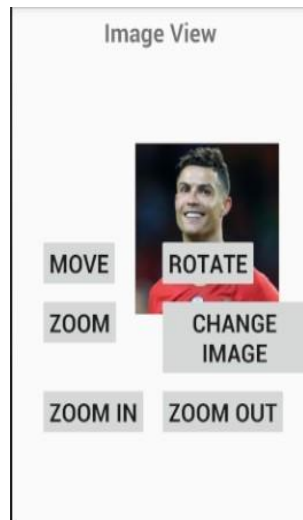 Image View
MOVE
ROTATE
ZOOM
CHANGE
IMAGE
ZOOM IN
ZOOM OUT